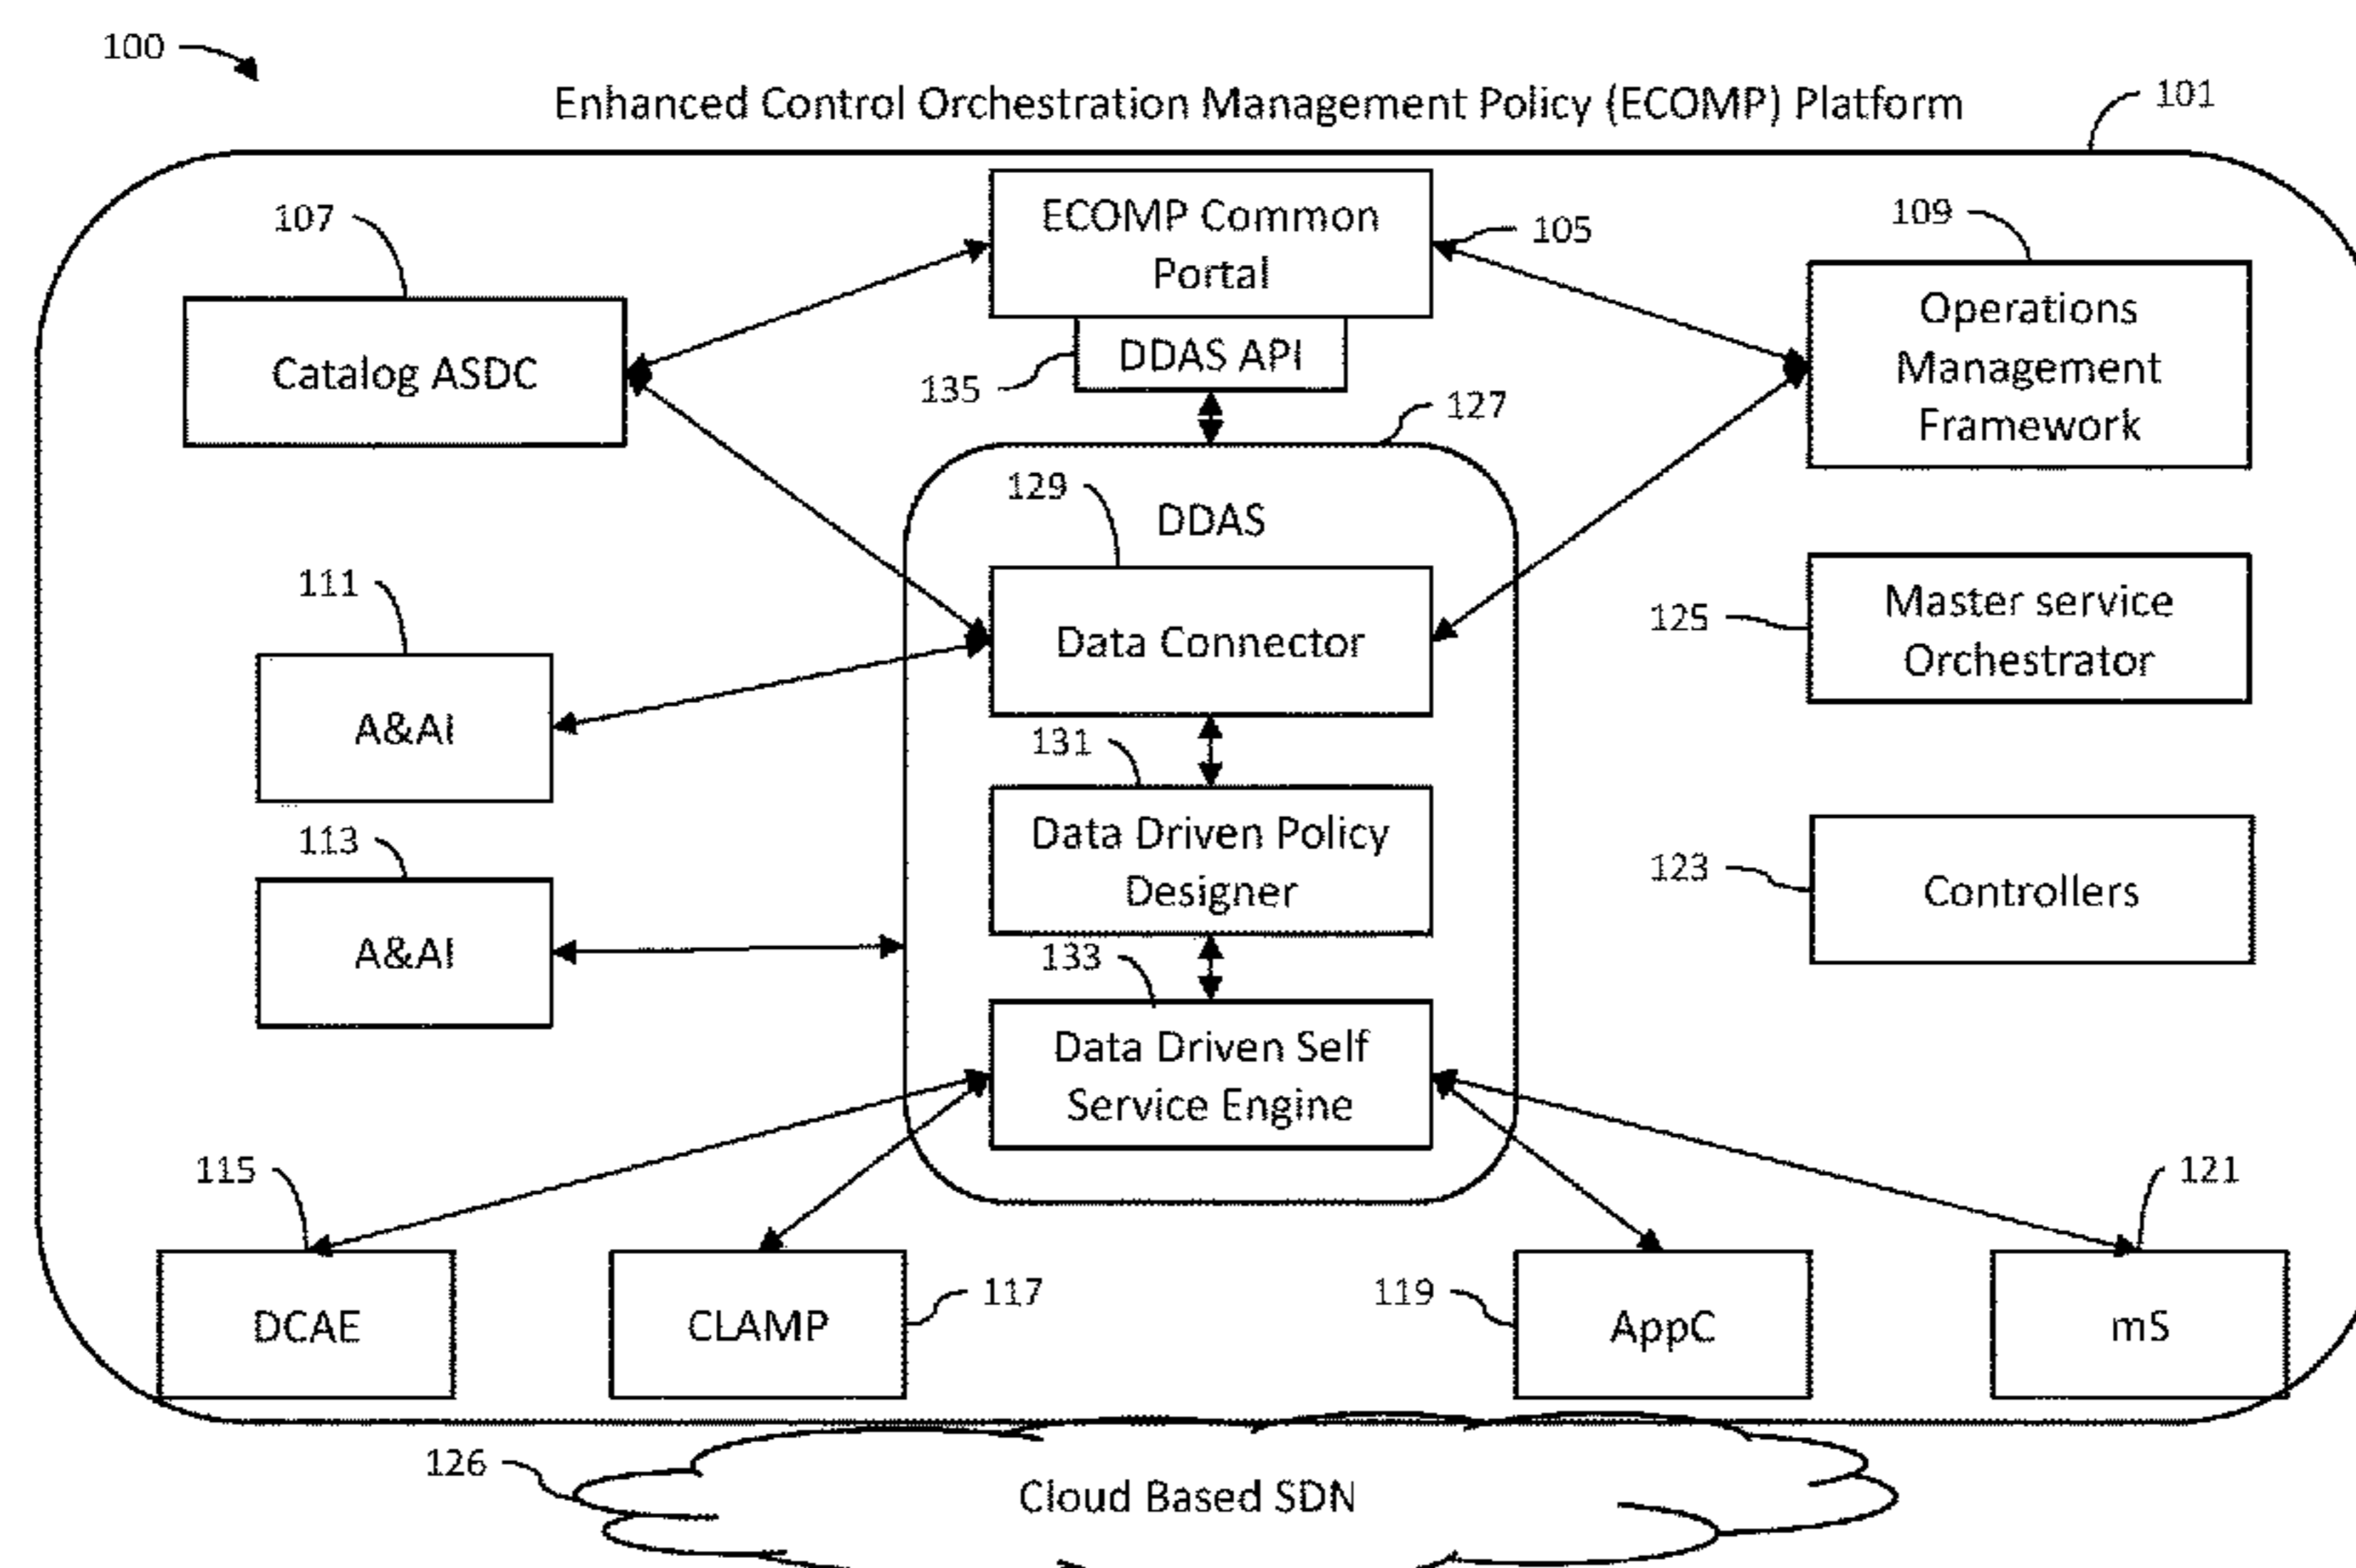 100
Enhanced Control Orchestration Management Policy (ECOMP) Platform
101
107
ECOMP Common
Portal
105
109
Catalog ASDC
DDAS API
135
Operations
Management
Framework
127
129
DDAS
111
Data Connector
125
Master service
Orchestrator
A&AI
131
113
Data Driven Policy
Designer
123
Controllers
A&AI
133
Data Driven Self
Service Engine
115
121
DCAE
CLAMP
117
119
AppC
mS
126
Cloud Based SDN